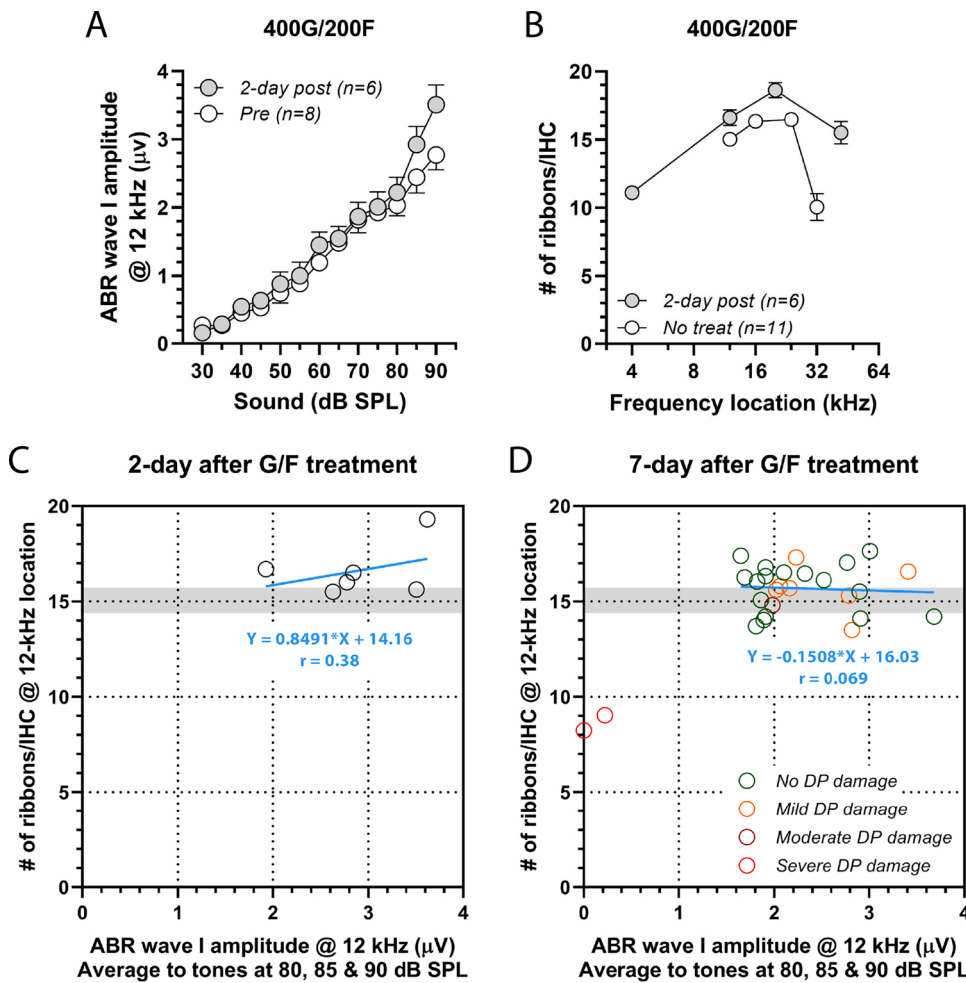 A
400G/200F
ABR wave I amplitude
@ 12 kHz (μv)
4
3
2
1
0
2-day post (n=6)
Pre (n=8)
30 40 50 60 70 80 90
Sound (dB SPL)
B
400G/200F
# of ribbons/IHC
20
15
10
5
0
2-day post (n=6)
No treat (n=11)
4 8 16 32 64
Frequency location (kHz)
C
2-day after G/F treatment
# of ribbons/IHC @ 12-kHz location
20
15
10
5
0
Y = 0.8491*X + 14.16
r = 0.38
0 1 2 3 4
ABR wave I amplitude @ 12 kHz (μV)
Average to tones at 80, 85 & 90 dB SPL
D
7-day after G/F treatment
# of ribbons/IHC @ 12-kHz location
20
15
10
5
0
Y = -0.1508*X + 16.03
r = 0.069
No DP damage
Mild DP damage
Moderate DP damage
Severe DP damage
0 1 2 3 4
ABR wave I amplitude @ 12 kHz (μV)
Average to tones at 80, 85 & 90 dB SPL